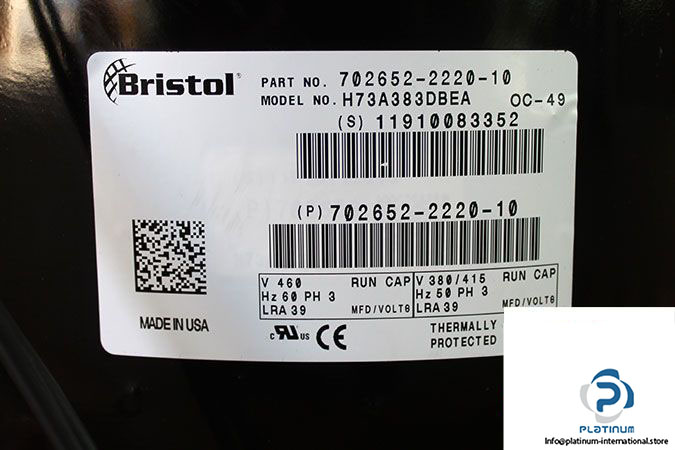 Bristol®
PART NO. 702652-2220-10
MODEL NO. H73A383DBEA OC-49
(S) 11910083352
(P) 702652-2220-10
V 460 RUN CAP
Hz 60 PH 3
LRA 39 MFD/VOLTS
V 380/415 RUN CAP
Hz 50 PH 3
LRA 39 MFD/VOLTS
MADE IN USA
c RU us CE
THERMALLY
PROTECTED
PLATINUM
Info@platinum-international.store